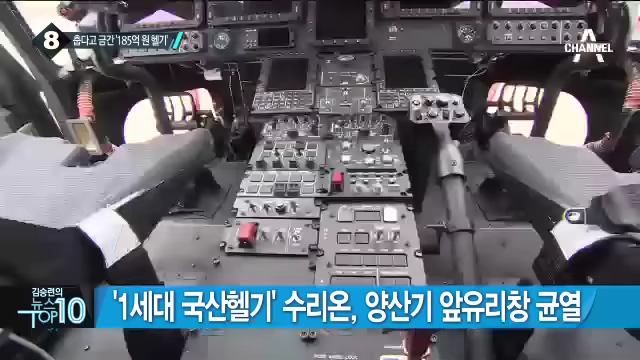 8 춥다고 금간 '185억 원 헬기'
CHANNEL A
김승련의
뉴스
TOP10
'1세대 국산헬기' 수리온, 양산기 앞유리창 균열